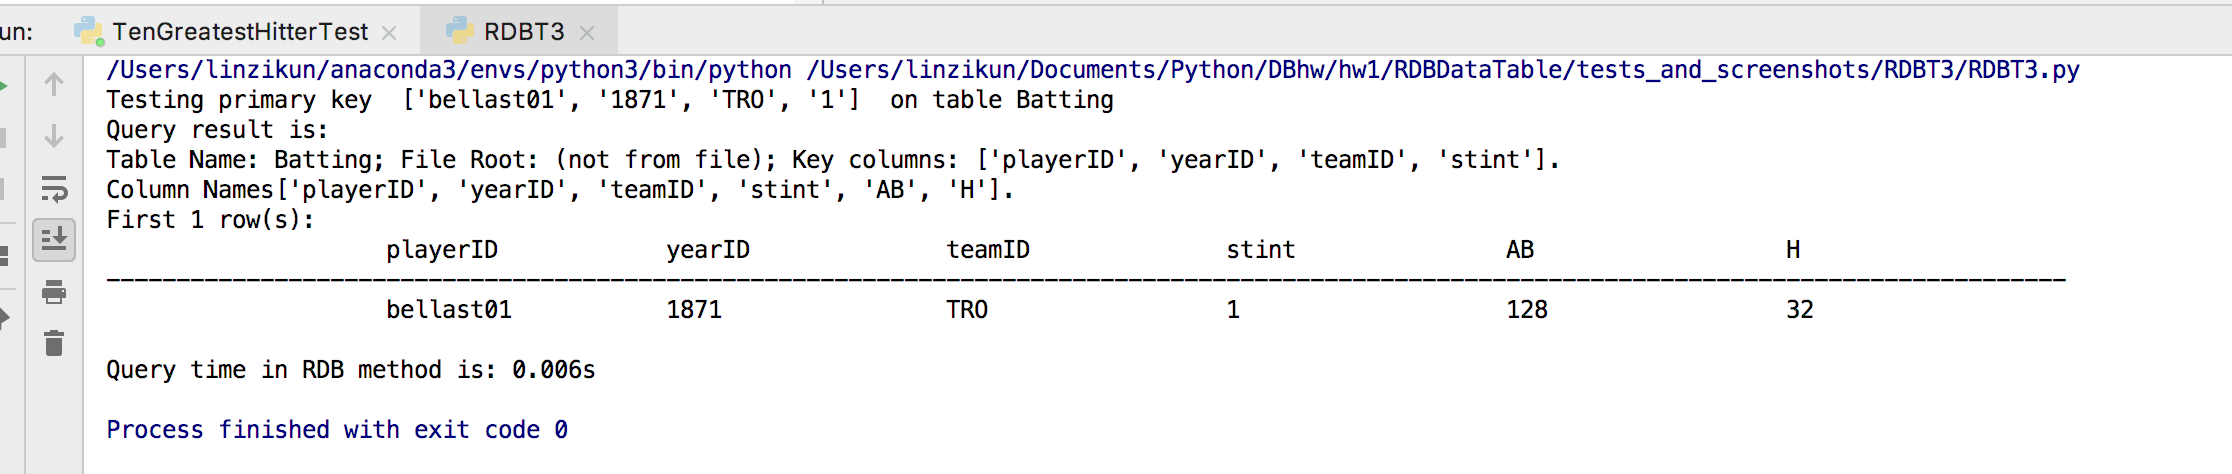 un: TenGreatestHitterTest RDBT3
/Users/linzikun/anaconda3/envs/python3/bin/python /Users/linzikun/Documents/Python/DBhw/hw1/RDBDataTable/tests_and_screenshots/RDBT3/RDBT3.py
Testing primary key  ['bellast01', '1871', 'TRO', '1']  on table Batting
Query result is:
Table Name: Batting; File Root: (not from file); Key columns: ['playerID', 'yearID', 'teamID', 'stint'].
Column Names['playerID', 'yearID', 'teamID', 'stint', 'AB', 'H'].
First 1 row(s):
playerID yearID teamID stint AB H
bellast01 1871 TRO 1 128 32
Query time in RDB method is: 0.006s
Process finished with exit code 0